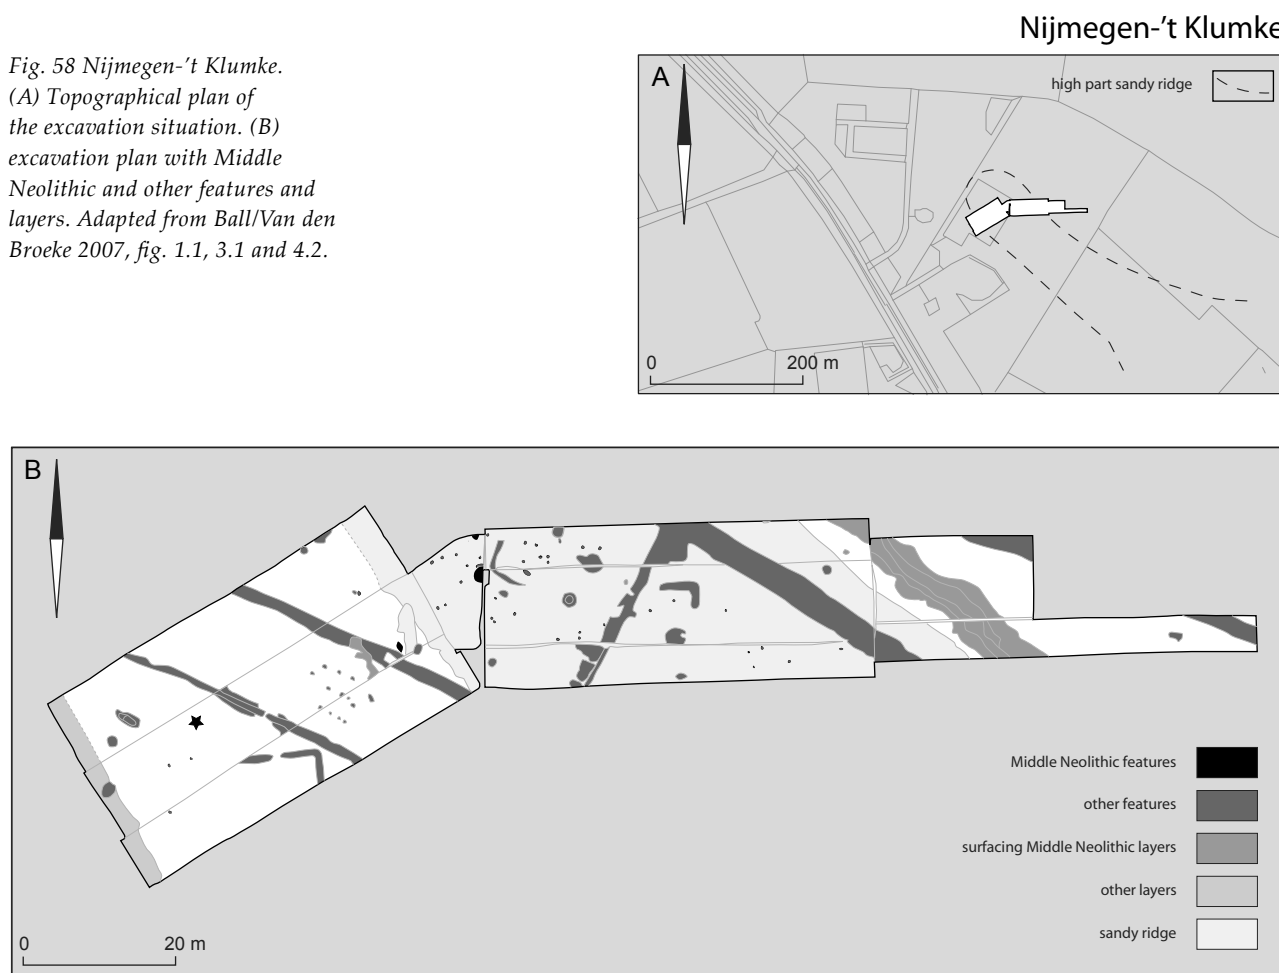 Nijmegen-’t Klumke
Fig. 58 Nijmegen-’t Klumke.
(A) Topographical plan of
the excavation situation. (B)
excavation plan with Middle
Neolithic and other features and
layers. Adapted from Ball/Van den
Broeke 2007, fig. 1.1, 3.1 and 4.2.
A
high part sandy ridge
0 200 m
B
Middle Neolithic features
other features
surfacing Middle Neolithic layers
other layers
sandy ridge
0 20 m